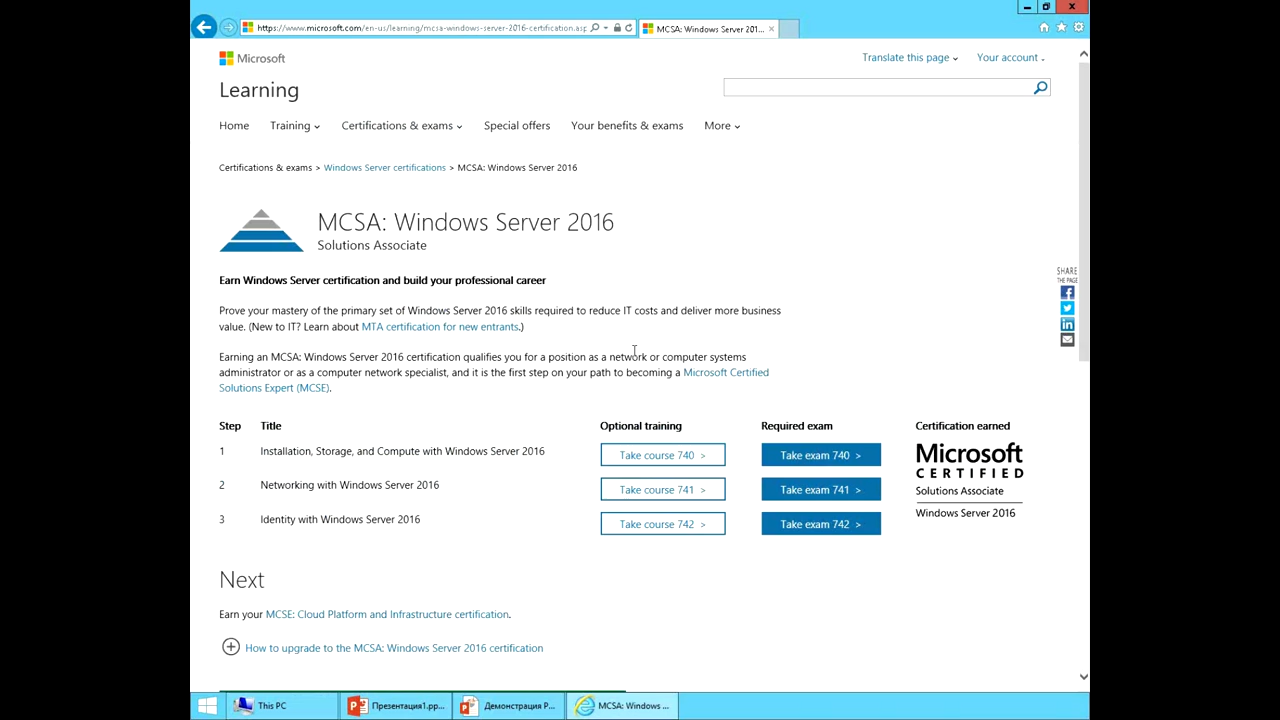 https://www.microsoft.com/en-us/learning/mcsa-windows-server-2016-certification.asp
MCSA: Windows Server 201...
Microsoft
Translate this page
Your account
Learning
Home
Training
Certifications & exams
Special offers
Your benefits & exams
More
Certifications & exams > Windows Server certifications > MCSA: Windows Server 2016
MCSA: Windows Server 2016
Solutions Associate
Earn Windows Server certification and build your professional career
SHARE
THE PAGE
Prove your mastery of the primary set of Windows Server 2016 skills required to reduce IT costs and deliver more business
value. (New to IT? Learn about MTA certification for new entrants.)
Earning an MCSA: Windows Server 2016 certification qualifies you for a position as a network or computer systems
administrator or as a computer network specialist, and it is the first step on your path to becoming a Microsoft Certified
Solutions Expert (MCSE).
Step Title Optional training Required exam Certification earned
1 Installation, Storage, and Compute with Windows Server 2016 Take course 740 > Take exam 740 >
2 Networking with Windows Server 2016 Take course 741 > Take exam 741 >
3 Identity with Windows Server 2016 Take course 742 > Take exam 742 >
Microsoft
CERTIFIED
Solutions Associate
Windows Server 2016
Next
Earn your MCSE: Cloud Platform and Infrastructure certification.
How to upgrade to the MCSA: Windows Server 2016 certification
This PC
Презентация1.pp...
Демонстрация P...
MCSA: Windows ...